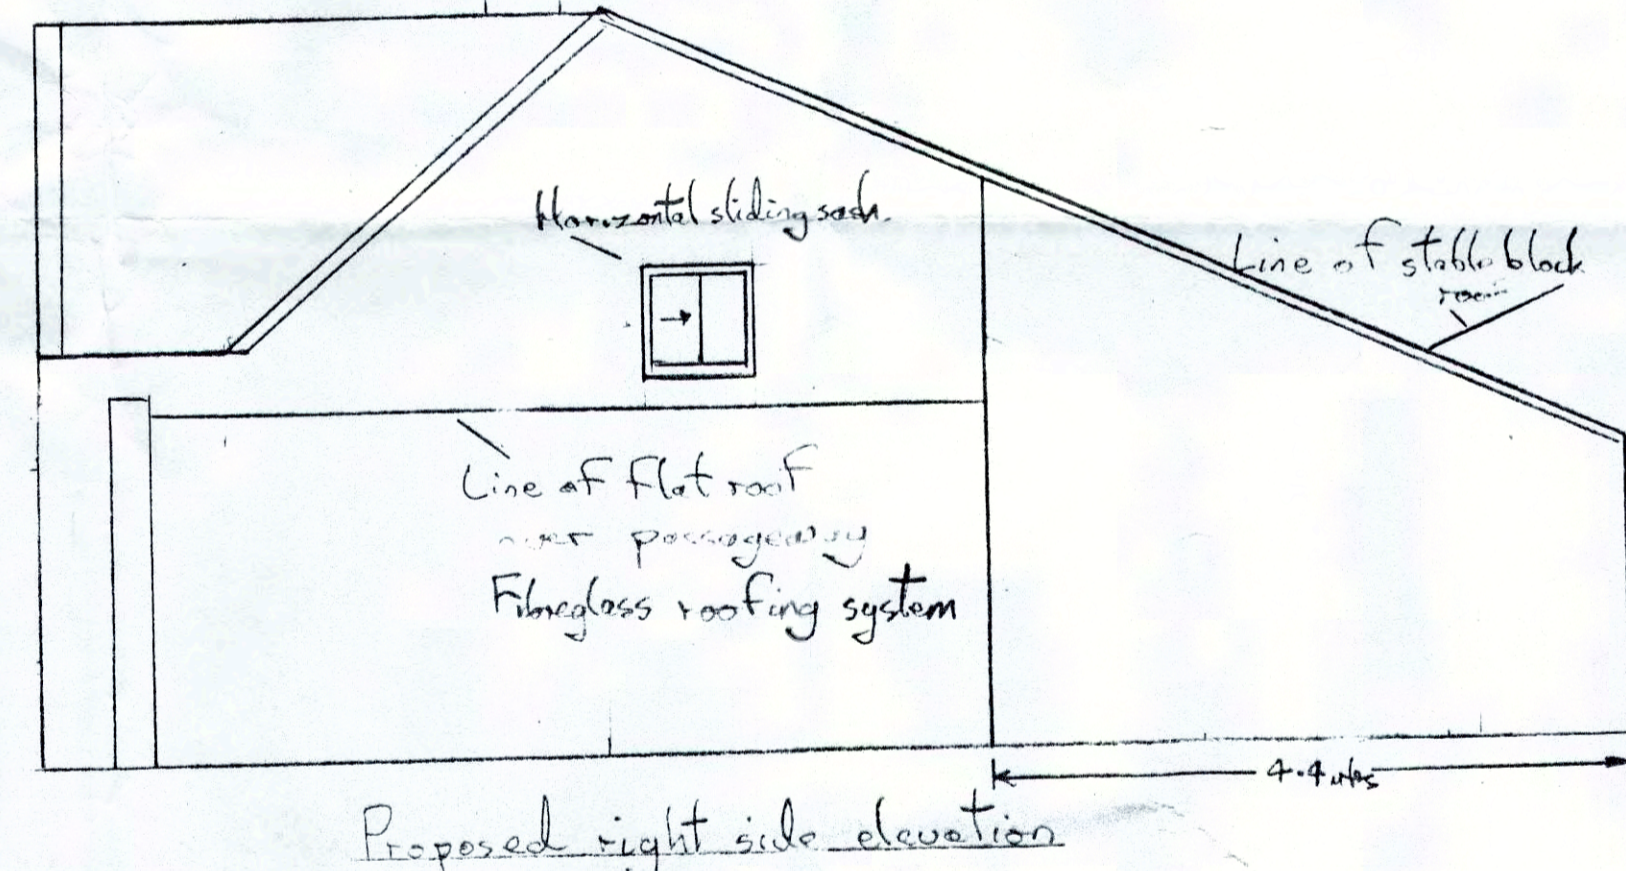 Horizontal sliding sash.
Line of stable block
Line of flat roof
over passageway
Fibreglass roofing system
4.4 mtrs
Proposed right side elevation